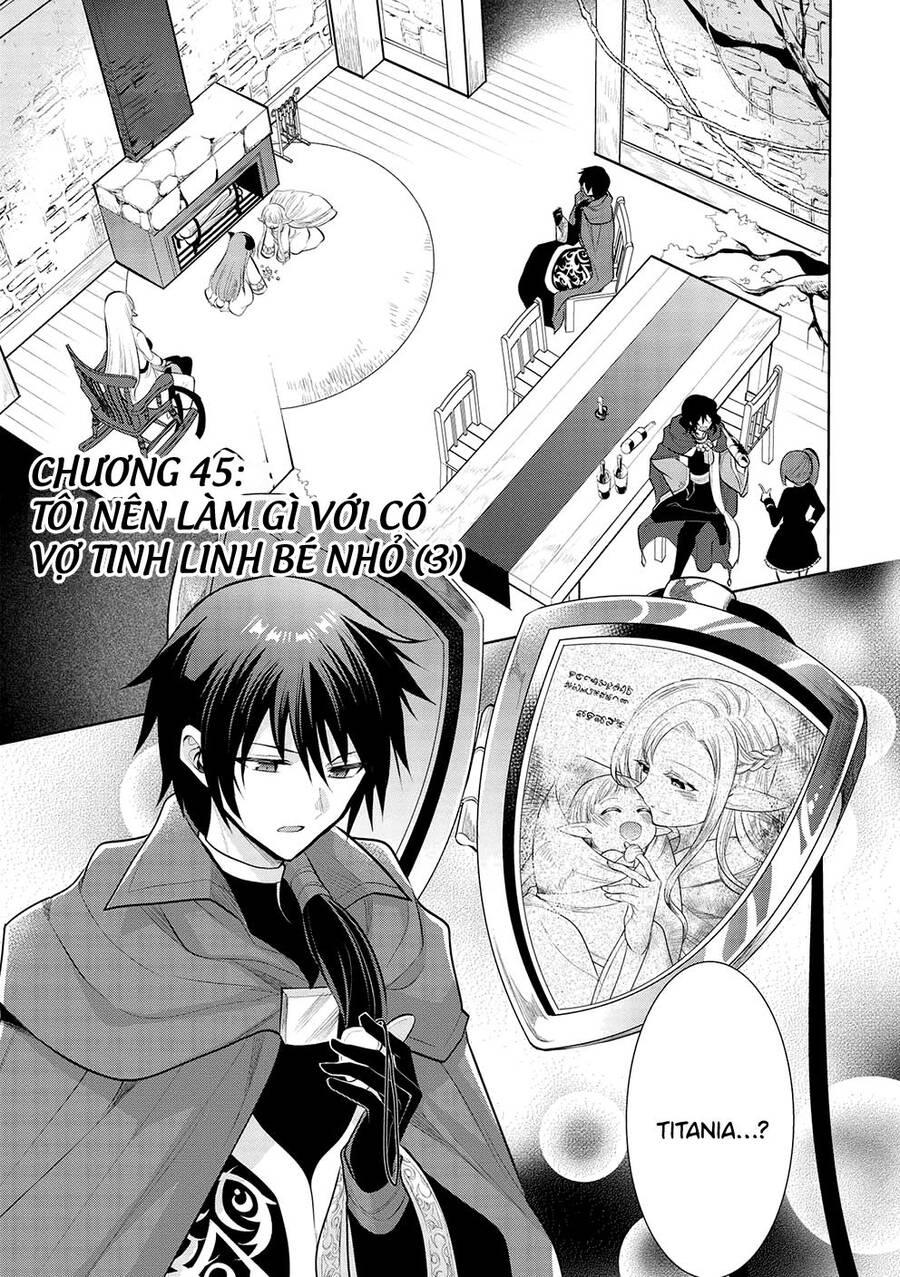 CHƯƠNG 45:
TÔI NÊN LÀM GÌ VỚI CÔ
VỢ TINH LINH BÉ NHỎ (3)
TITANIA...?